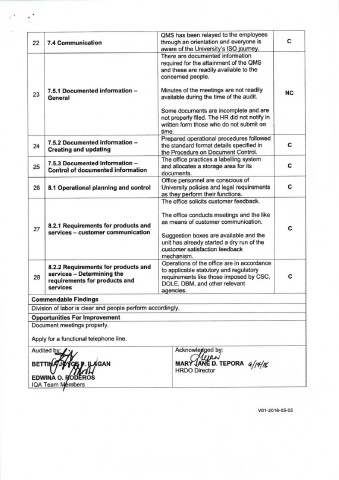 22
7.4 Communication
QMS has been relayed to the employees
through an orientation and everyone is
aware of the University's ISO journey.
C
23
7.5.1 Documented information –
General
There are documented information
required for the attainment of the QMS
and these are readily available to the
concerned people.
Minutes of the meetings are not readily
available during the time of the audit.
Some documents are incomplete and are
not properly filed. The HR did not notify in
written form those who do not submit on
time.
NC
24
7.5.2 Documented information –
Creating and updating
Prepared operational procedures followed
the standard format details specified in
the Procedure on Document Control.
C
25
7.5.3 Documented Information –
Control of documented information
The office practices a labelling system
and allocates a storage area for its
documents.
C
26
8.1 Operational planning and control
Office personnel are conscious of
University policies and legal requirements
as they perform their functions.
C
27
8.2.1 Requirements for products and
services – customer communication
The office solicits customer feedback.
The office conducts meetings and the like
as means of communication.
Suggestion boxes are available and the
unit has already started a dry run of the
customer satisfaction feedback
mechanism.
C
28
8.2.2 Requirements for products and
services – Determining the
requirements for products and
services
Operations of the office are in accordance
to applicable statutory and regulatory
requirements like those imposed by CSC,
DOLE, DBM, and other relevant
agencies.
C
Commendable Findings
Division of labor is clear and people perform accordingly.
Opportunities For Improvement
Document meetings properly.
Apply for a functional telephone line.
Audited by:
EDWINA O.
IQA Team Members
Acknowledged by:
MARY JANE D. TEPORA
HRDO Director
V01-2018-05-05